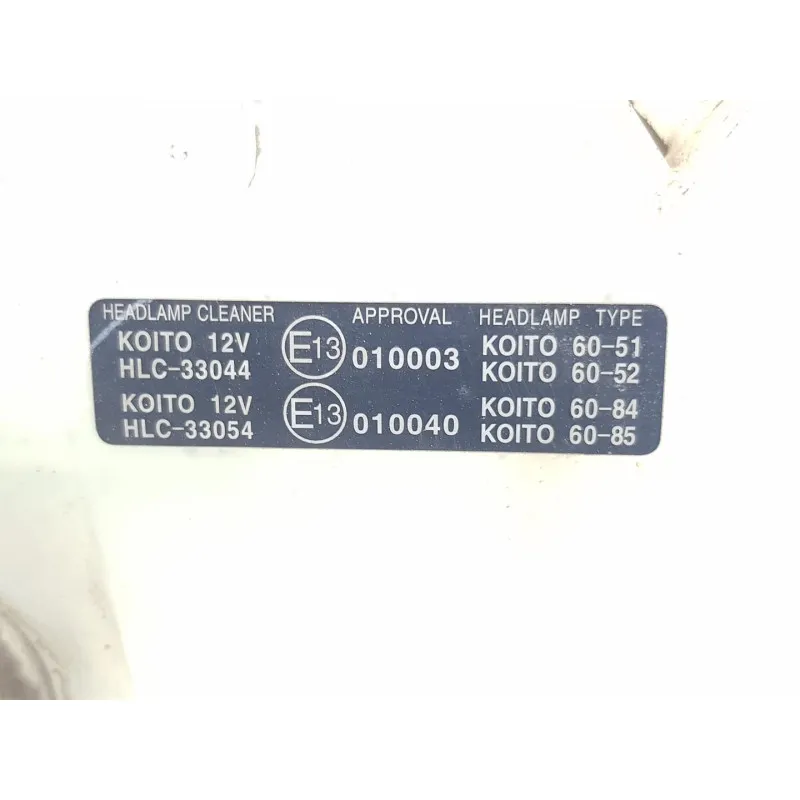 HEADLAMP CLEANER APPROVAL HEADLAMP TYPE
KOITO 12V E13 010003 KOITO 60-51
HLC-33044 KOITO 60-52
KOITO 12V E13 010040 KOITO 60-84
HLC-33054 KOITO 60-85